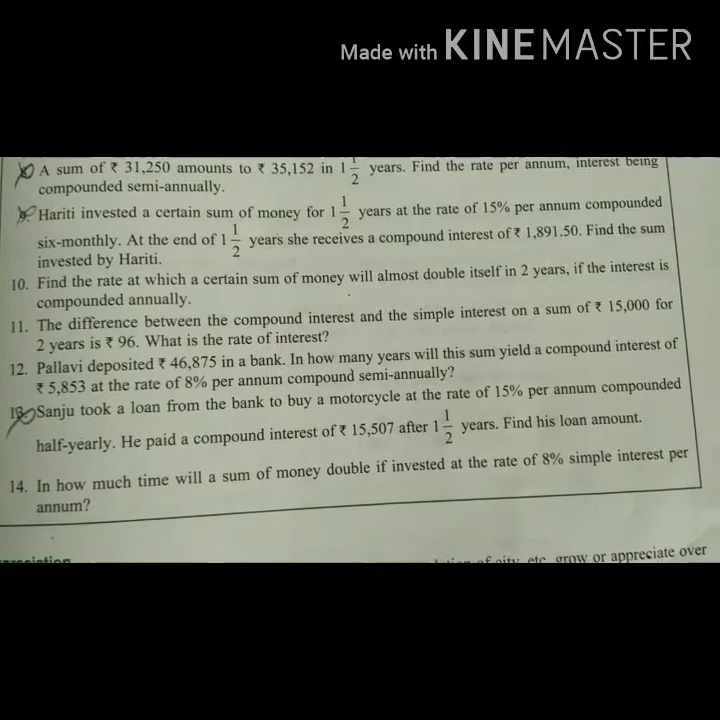 Made with KINEMASTER
A sum of ₹ 31,250 amounts to ₹ 35,152 in 1 1/2 years. Find the rate per annum, interest being
compounded semi-annually.
9. Hariti invested a certain sum of money for 1 1/2 years at the rate of 15% per annum compounded
six-monthly. At the end of 1 1/2 years she receives a compound interest of ₹ 1,891.50. Find the sum
invested by Hariti.
10. Find the rate at which a certain sum of money will almost double itself in 2 years, if the interest is
compounded annually.
11. The difference between the compound interest and the simple interest on a sum of ₹ 15,000 for
2 years is ₹ 96. What is the rate of interest?
12. Pallavi deposited ₹ 46,875 in a bank. In how many years will this sum yield a compound interest of
₹ 5,853 at the rate of 8% per annum compound semi-annually?
13. Sanju took a loan from the bank to buy a motorcycle at the rate of 15% per annum compounded
half-yearly. He paid a compound interest of ₹ 15,507 after 1 1/2 years. Find his loan amount.
14. In how much time will a sum of money double if invested at the rate of 8% simple interest per
annum?
of city, etc. grow or appreciate over